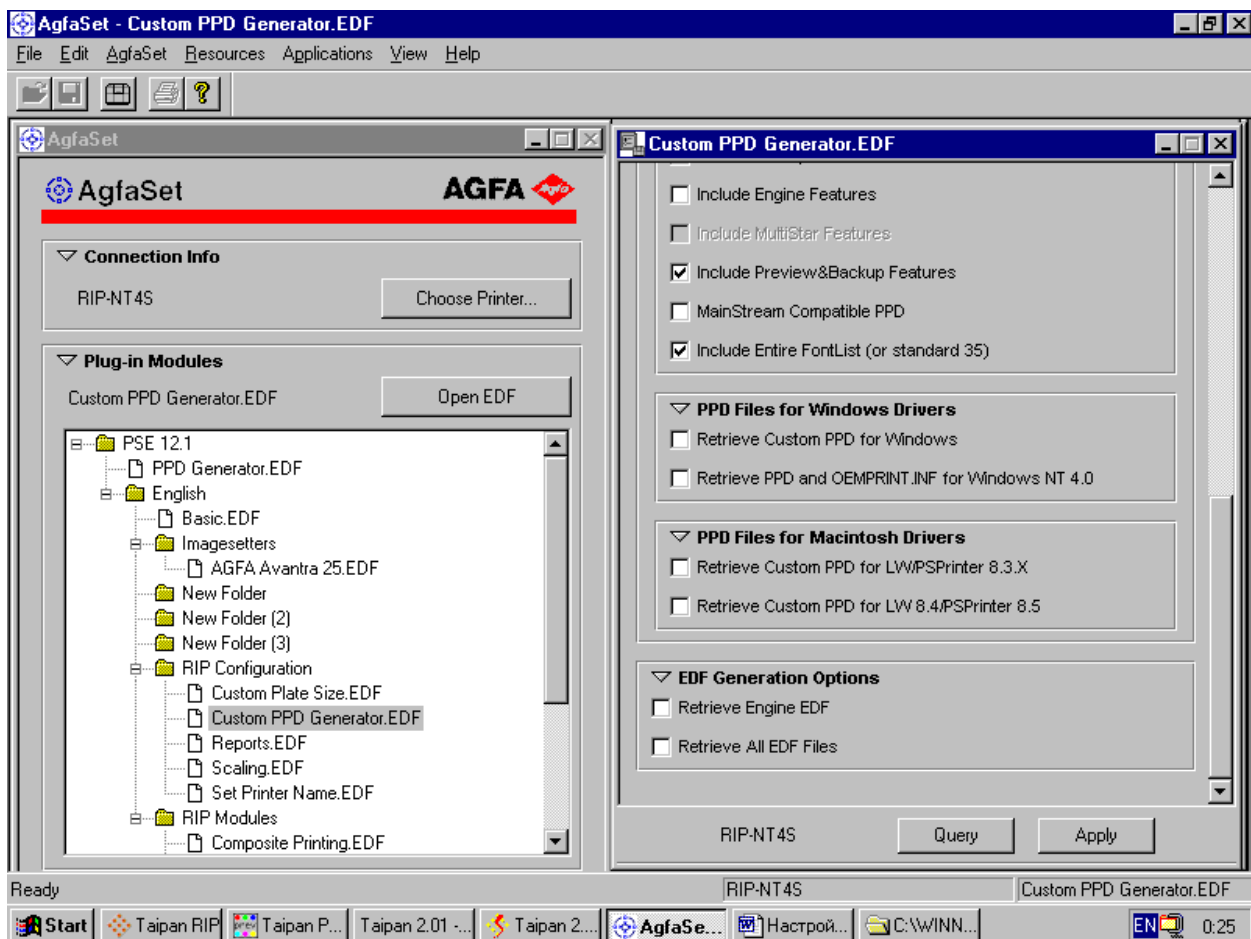 AgfaSet - Custom PPD Generator.EDF
File Edit AgfaSet Resources Applications View Help
AgfaSet
AgfaSet
AGFA
Connection Info
RIP-NT4S
Choose Printer...
Plug-in Modules
Custom PPD Generator.EDF
Open EDF
PSE 12.1
PPD Generator.EDF
English
Basic.EDF
Imagesetters
AGFA Avantra 25.EDF
New Folder
New Folder (2)
New Folder (3)
RIP Configuration
Custom Plate Size.EDF
Custom PPD Generator.EDF
Reports.EDF
Scaling.EDF
Set Printer Name.EDF
RIP Modules
Composite Printing.EDF
Custom PPD Generator.EDF
Include Engine Features
Include MultiStar Features
Include Preview&Backup Features
MainStream Compatible PPD
Include Entire FontList (or standard 35)
PPD Files for Windows Drivers
Retrieve Custom PPD for Windows
Retrieve PPD and OEMPRINT.INF for Windows NT 4.0
PPD Files for Macintosh Drivers
Retrieve Custom PPD for LW/PSPrinter 8.3.X
Retrieve Custom PPD for LW 8.4/PSPrinter 8.5
EDF Generation Options
Retrieve Engine EDF
Retrieve All EDF Files
RIP-NT4S
Query
Apply
Ready
RIP-NT4S
Custom PPD Generator.EDF
Start
Taipan RIP
Taipan P...
Taipan 2.01 -...
Taipan 2....
AgfaSe...
Настрой...
C:\WINN...
EN
0:25